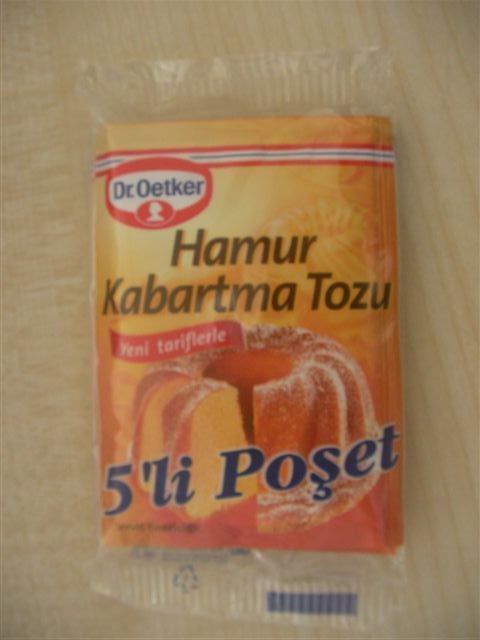 Dr. Oetker
Hamur
Kabartma Tozu
Yeni tariflerle
5'li Poşet